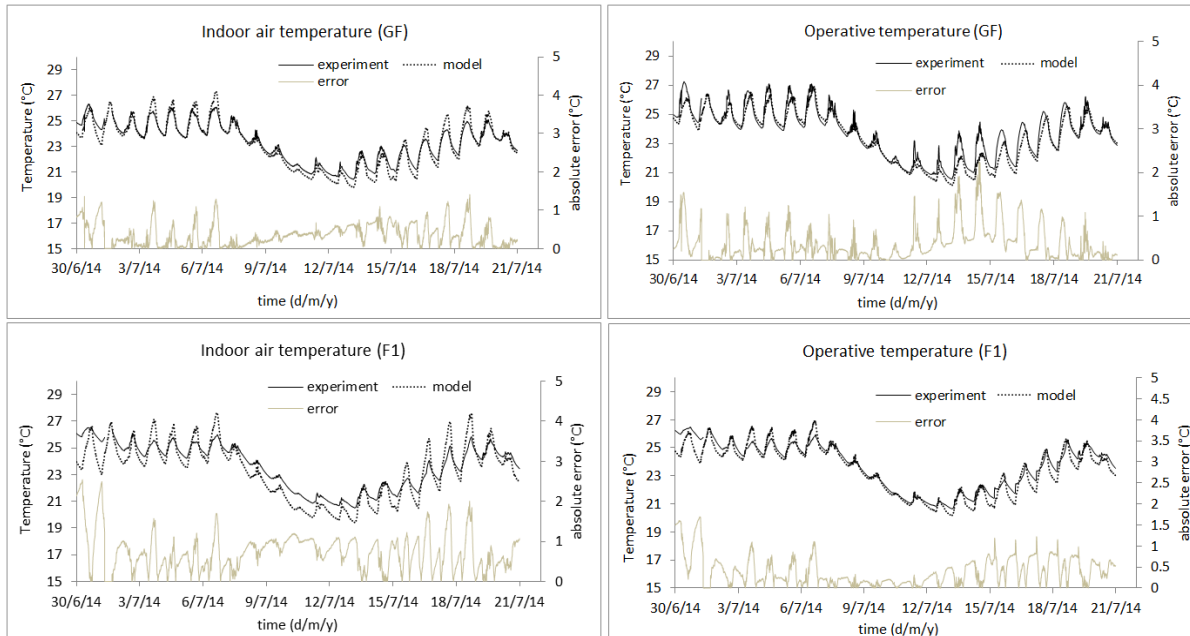 Indoor air temperature (GF)
experiment model
error
Temperature (°C)
29
27
25
23
21
19
17
15
5
4
3
2
1
0
absolute error (°C)
30/6/14 3/7/14 6/7/14 9/7/14 12/7/14 15/7/14 18/7/14 21/7/14
time (d/m/y)
Operative temperature (GF)
experiment model
error
Temperature (°C)
29
27
25
23
21
19
17
15
5
4
3
2
1
0
absolute error (°C)
30/6/14 3/7/14 6/7/14 9/7/14 12/7/14 15/7/14 18/7/14 21/7/14
time (d/m/y)
Indoor air temperature (F1)
experiment model
error
Temperature (°C)
29
27
25
23
21
19
17
15
5
4
3
2
1
0
absolute error (°C)
30/6/14 3/7/14 6/7/14 9/7/14 12/7/14 15/7/14 18/7/14 21/7/14
time (d/m/y)
Operative temperature (F1)
experiment model
error
Temperature (°C)
29
27
25
23
21
19
17
15
5
4.5
4
3.5
3
2.5
2
1.5
1
0.5
0
absolute error (°C)
30/6/14 3/7/14 6/7/14 9/7/14 12/7/14 15/7/14 18/7/14 21/7/14
time (d/m/y)